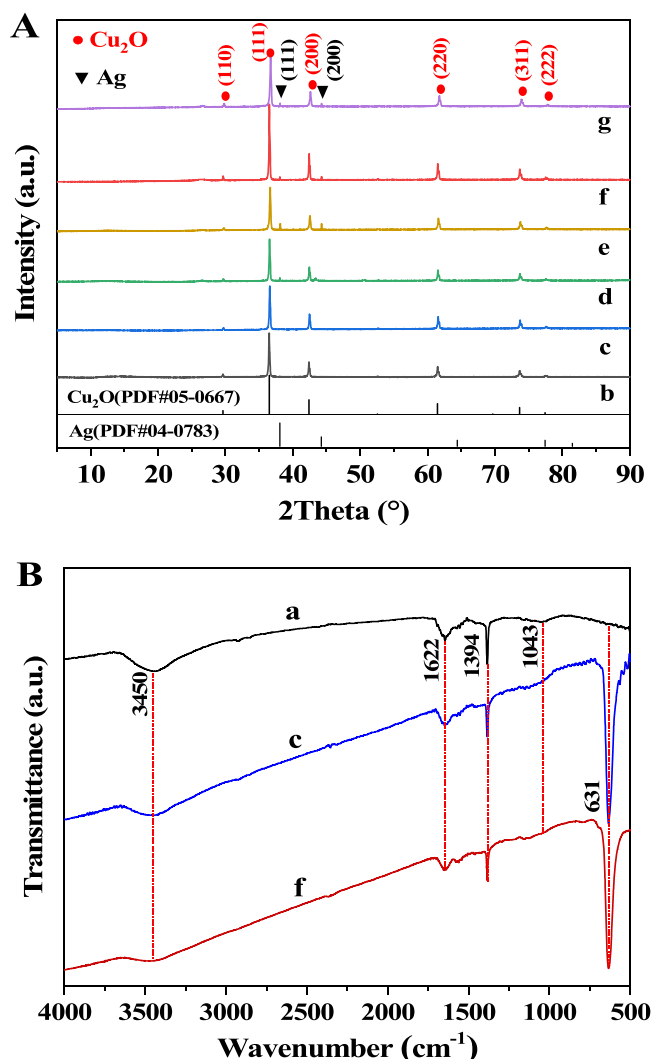 A
● Cu₂O
▼ Ag
(110)
(111)
(111)
(200)
(200)
(220)
(311)
(222)
g
f
e
d
c
b
Cu₂O(PDF#05-0667)
Ag(PDF#04-0783)
Intensity (a.u.)
10 20 30 40 50 60 70 80 90
2Theta (°)
B
a
c
f
3450
1622
1394
1043
631
Transmittance (a.u.)
4000 3500 3000 2500 2000 1500 1000 500
Wavenumber (cm⁻¹)